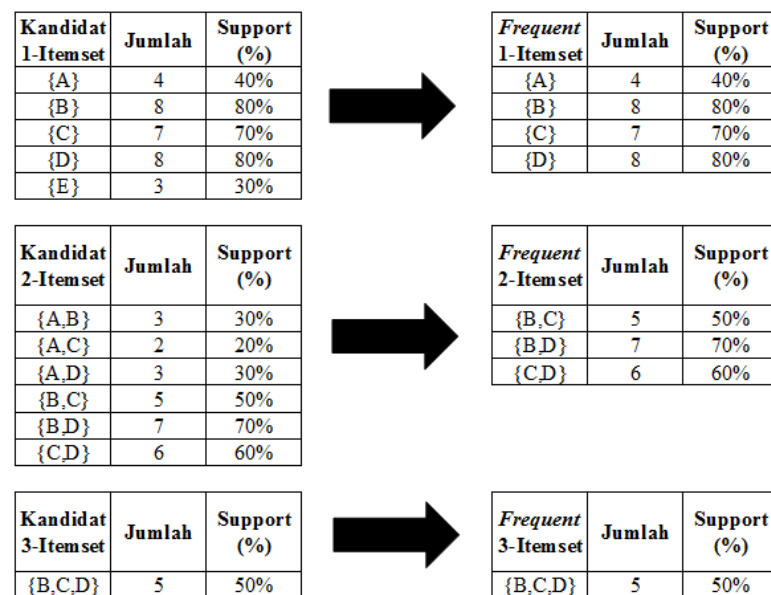 Kandidat 1-Itemset Jumlah Support (%)
{A} 4 40%
{B} 8 80%
{C} 7 70%
{D} 8 80%
{E} 3 30%
Frequent 1-Itemset Jumlah Support (%)
{A} 4 40%
{B} 8 80%
{C} 7 70%
{D} 8 80%
Kandidat 2-Itemset Jumlah Support (%)
{A,B} 3 30%
{A,C} 2 20%
{A,D} 3 30%
{B,C} 5 50%
{B,D} 7 70%
{C,D} 6 60%
Frequent 2-Itemset Jumlah Support (%)
{B,C} 5 50%
{B,D} 7 70%
{C,D} 6 60%
Kandidat 3-Itemset Jumlah Support (%)
{B,C,D} 5 50%
Frequent 3-Itemset Jumlah Support (%)
{B,C,D} 5 50%